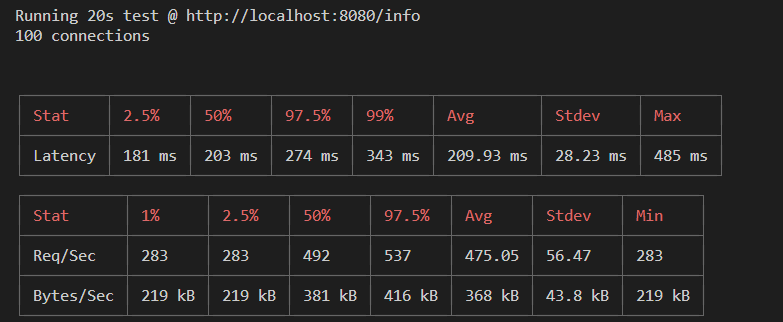 Running 20s test @ http://localhost:8080/info
100 connections
Stat 2.5% 50% 97.5% 99% Avg Stdev Max
Latency 181 ms 203 ms 274 ms 343 ms 209.93 ms 28.23 ms 485 ms
Stat 1% 2.5% 50% 97.5% Avg Stdev Min
Req/Sec 283 283 492 537 475.05 56.47 283
Bytes/Sec 219 kB 219 kB 381 kB 416 kB 368 kB 43.8 kB 219 kB